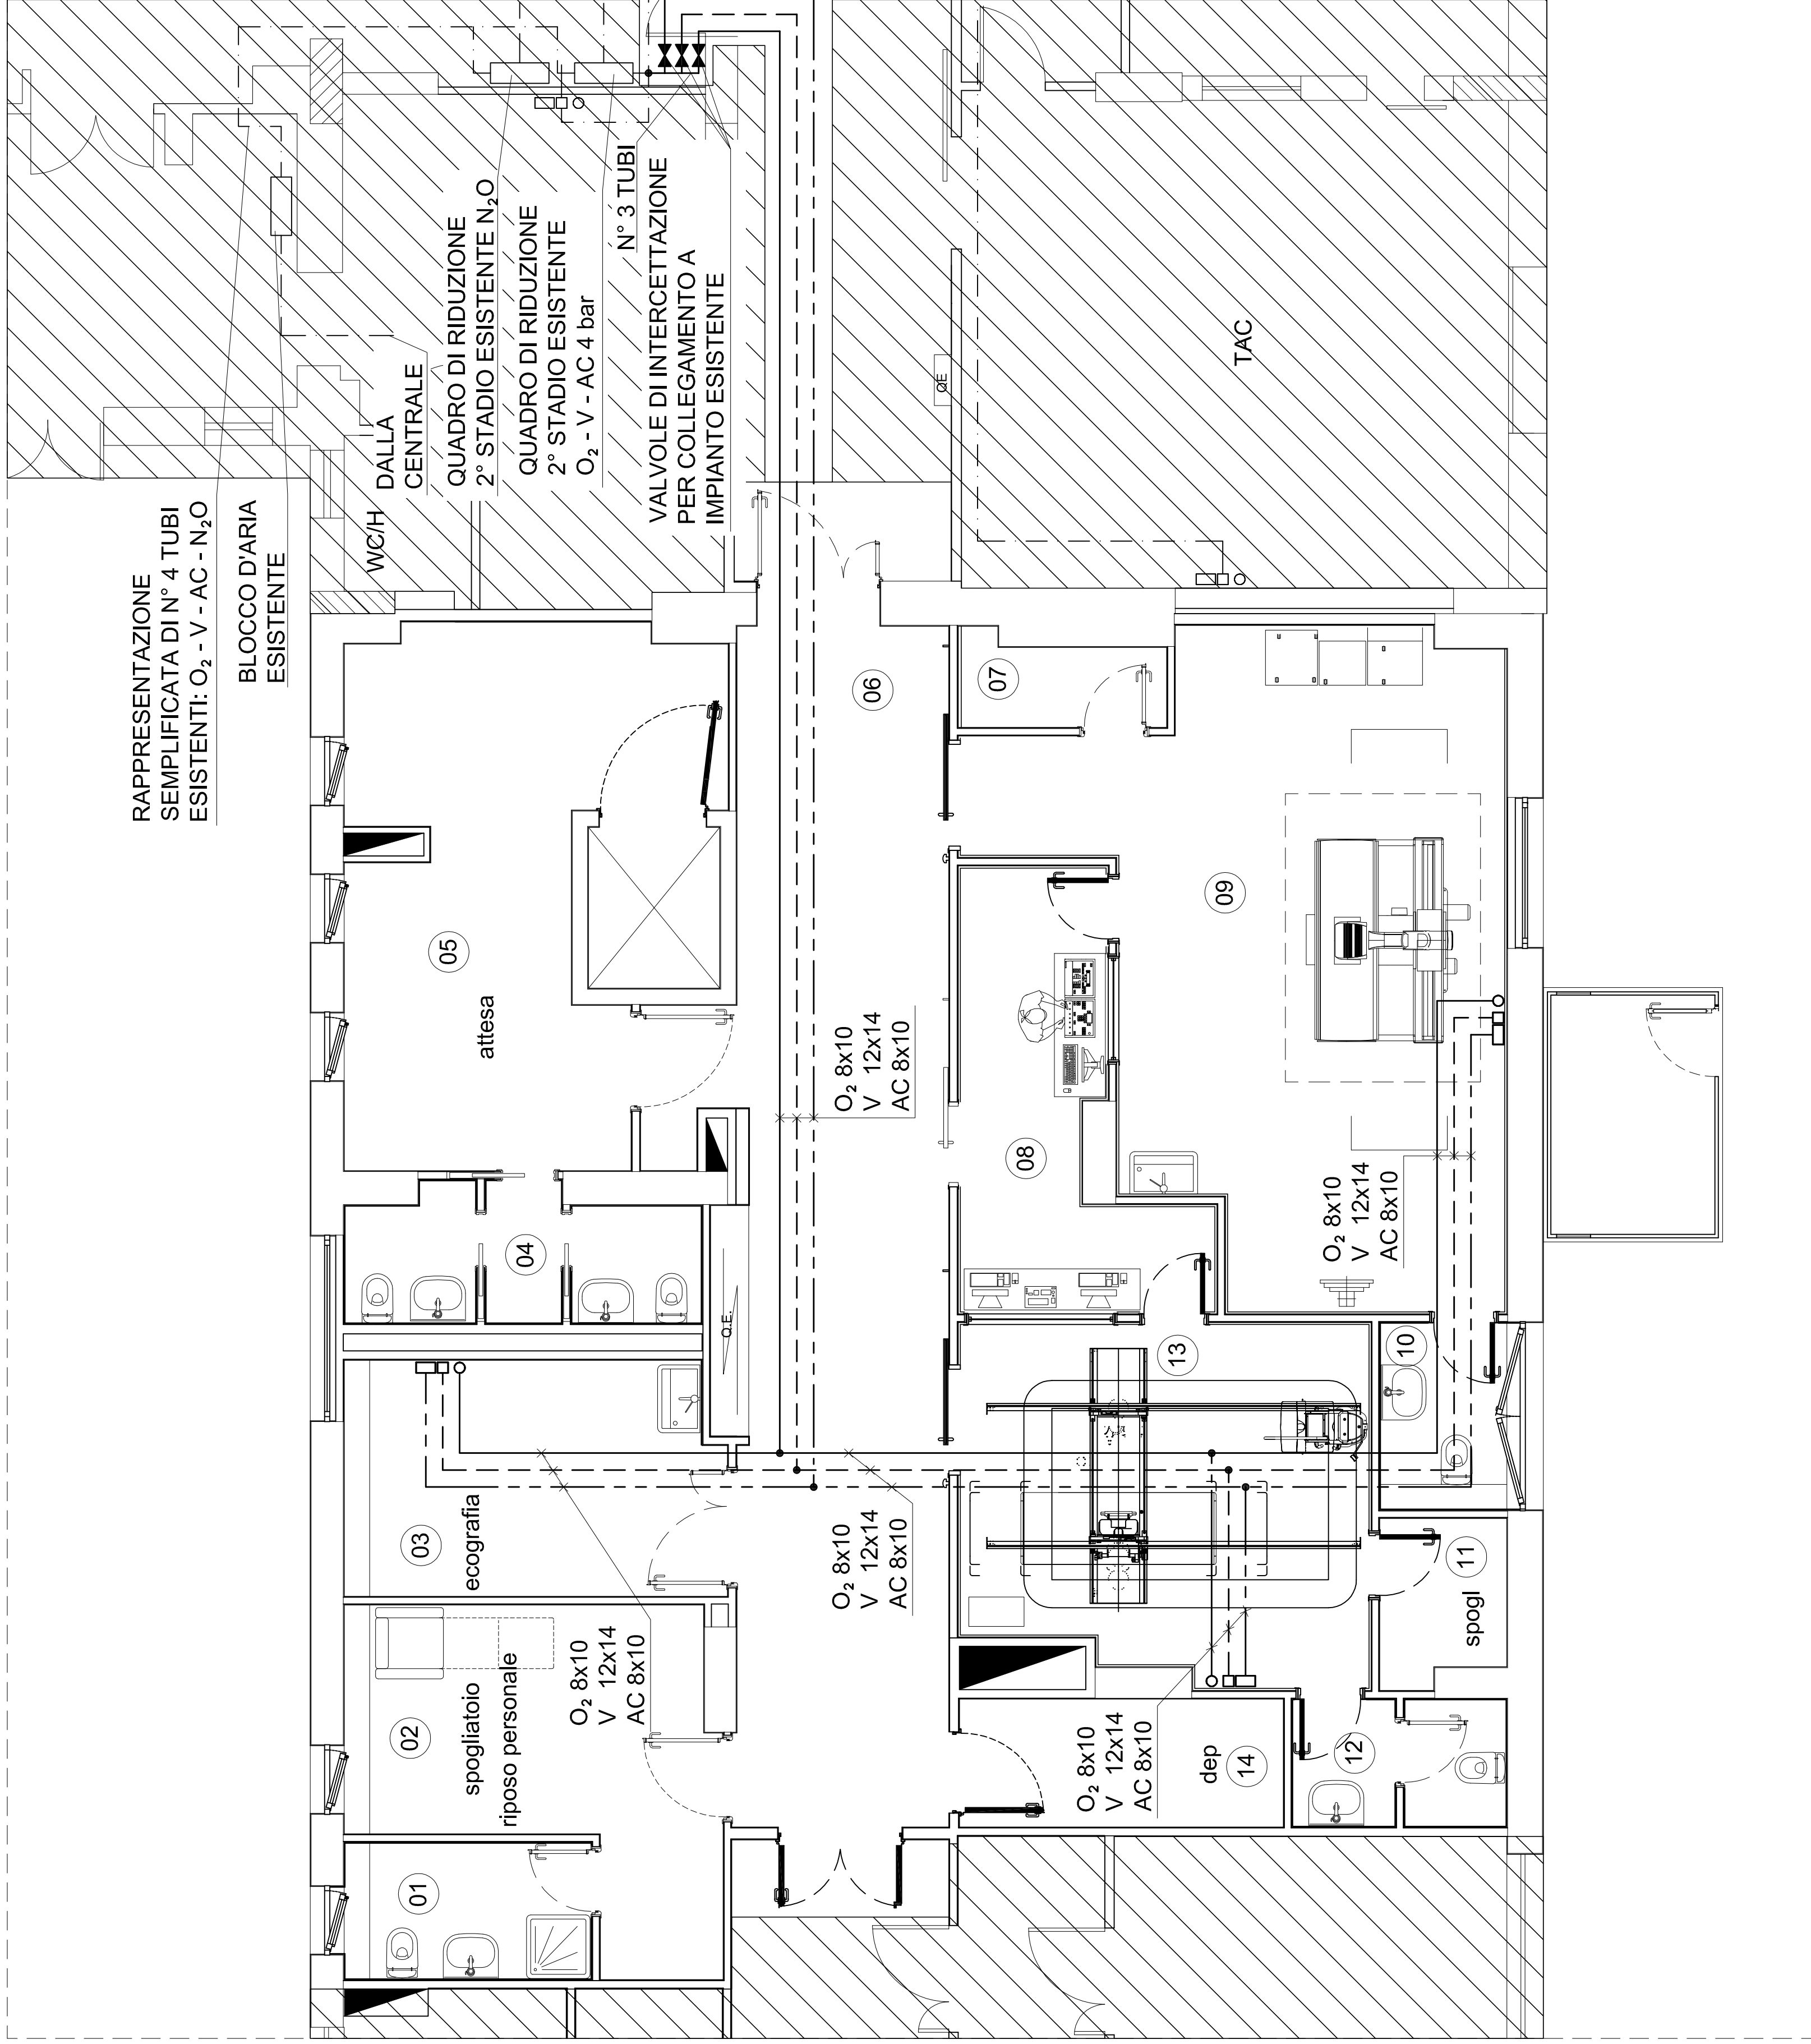 RAPPRESENTAZIONE
SEMPLIFICATA DI N° 4 TUBI
ESISTENTI: O₂ - V - AC - N₂O
BLOCCO D'ARIA
ESISTENTE
WC/H
DALLA
CENTRALE
QUADRO DI RIDUZIONE
2° STADIO ESISTENTE N₂O
QUADRO DI RIDUZIONE
2° STADIO ESISTENTE
O₂ - V - AC 4 bar
N° 3 TUBI
VALVOLE DI INTERCETTAZIONE
PER COLLEGAMENTO A
IMPIANTO ESISTENTE
QE
TAC
01
02
spogliatoio
riposo personale
03
ecografia
04
05
attesa
Q.E..
06
07
08
09
10
11
spogl
12
13
14
dep
O₂ 8x10
V 12x14
AC 8x10
O₂ 8x10
V 12x14
AC 8x10
O₂ 8x10
V 12x14
AC 8x10
O₂ 8x10
V 12x14
AC 8x10
O₂ 8x10
V 12x14
AC 8x10